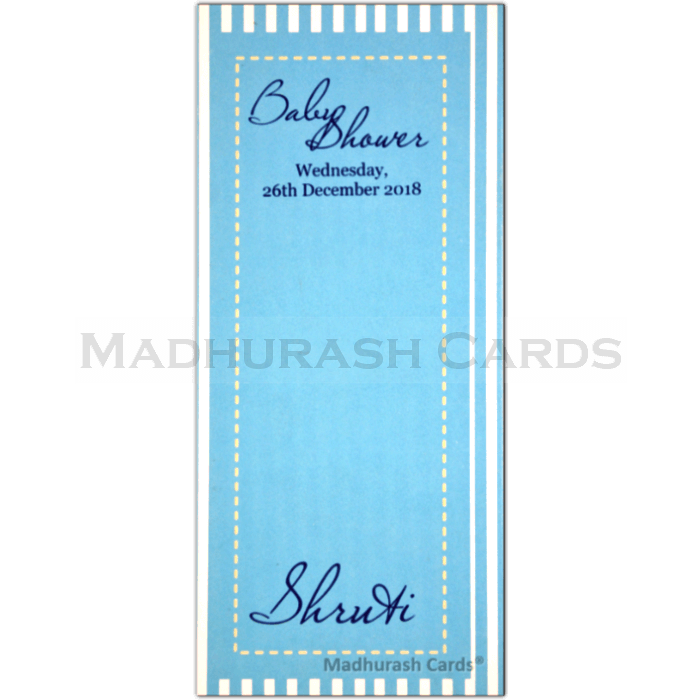 Baby
Shower
Wednesday,
26th December 2018
MADHURASH CARDS
Shruti
Madhurash Cards®